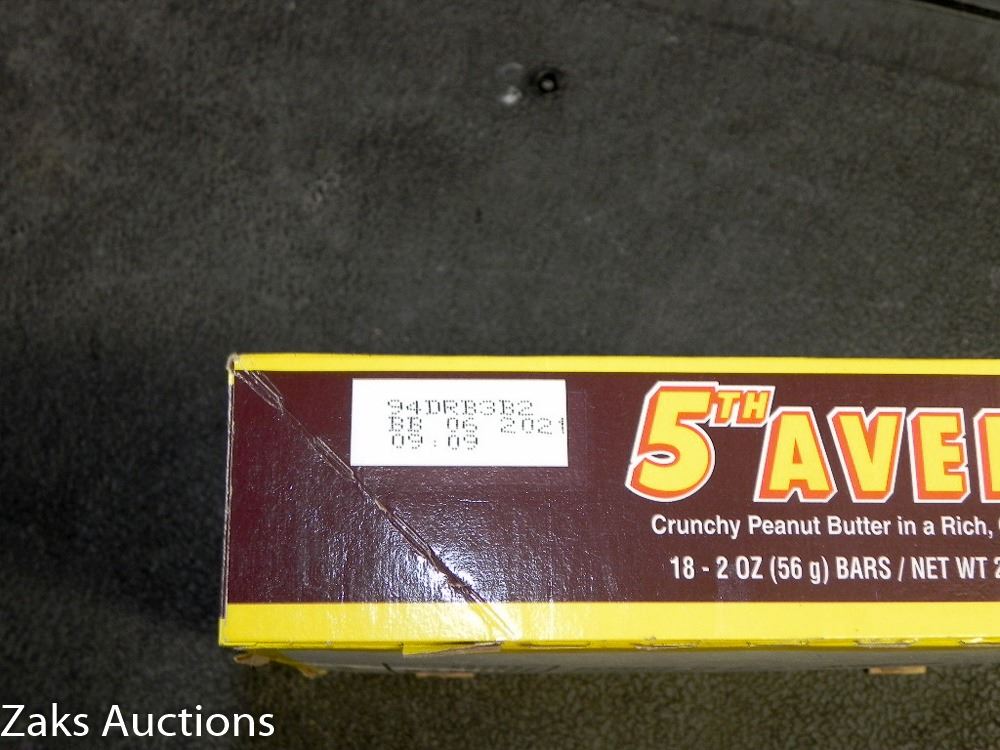 94DRB3B2
BB 06 2021
09:09
5TH AVE
Crunchy Peanut Butter in a Rich,
18 - 2 OZ (56 g) BARS / NET WT 2
Zaks Auctions